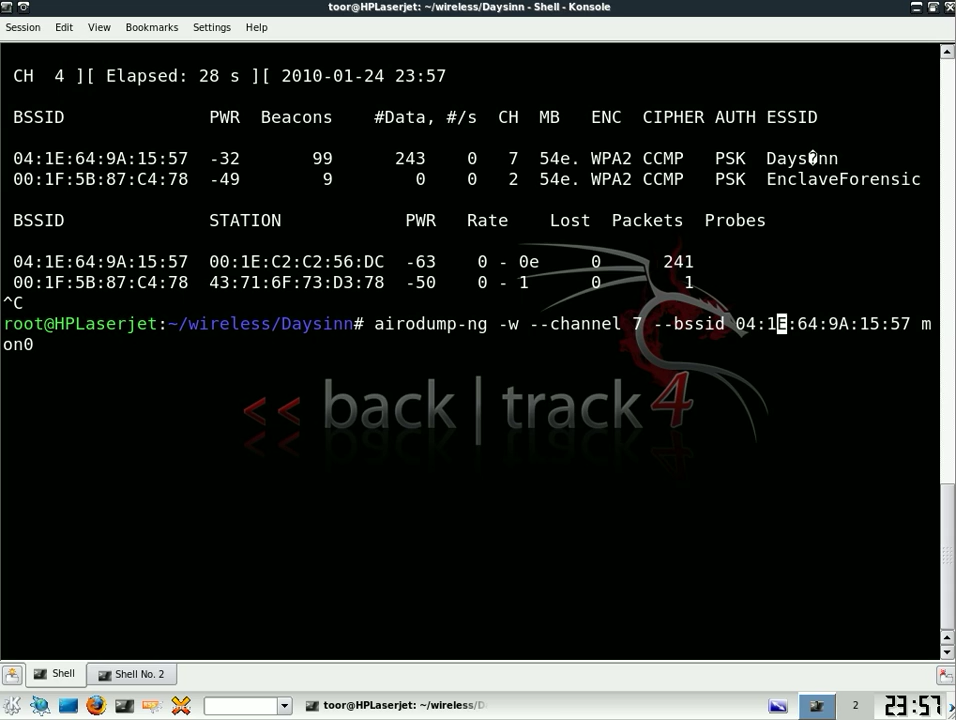 toor@HPLaserjet: ~/wireless/Daysinn - Shell - Konsole
Session Edit View Bookmarks Settings Help
CH 4 ][ Elapsed: 28 s ][ 2010-01-24 23:57
BSSID PWR Beacons #Data, #/s CH MB ENC CIPHER AUTH ESSID
04:1E:64:9A:15:57 -32 99 243 0 7 54e. WPA2 CCMP PSK Days�nn
00:1F:5B:87:C4:78 -49 9 0 0 2 54e. WPA2 CCMP PSK EnclaveForensic
BSSID STATION PWR Rate Lost Packets Probes
04:1E:64:9A:15:57 00:1E:C2:C2:56:DC -63 0 - 0e 0 241
00:1F:5B:87:C4:78 43:71:6F:73:D3:78 -50 0 - 1 0 1
^C
root@HPLaserjet:~/wireless/Daysinn# airodump-ng -w --channel 7 --bssid 04:1E:64:9A:15:57 m
on0
<< back | track 4
Shell Shell No. 2
toor@HPLaserjet: ~/wireless/D
2
23:57